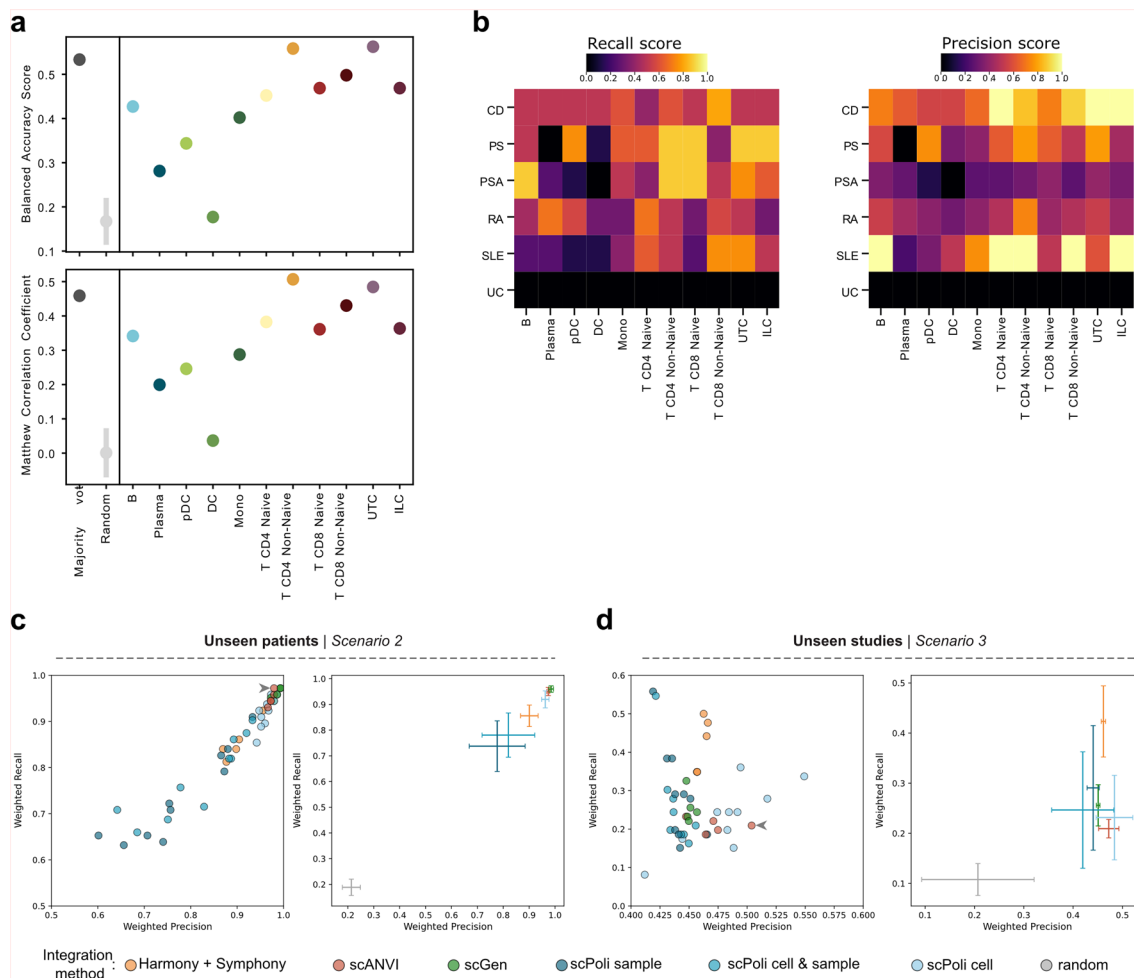 a
Balanced Accuracy Score
0.5
0.4
0.3
0.2
0.1
Matthew Correlation Coefficient
0.5
0.4
0.3
0.2
0.1
0.0
Majority vot
Random
B
Plasma
pDC
DC
Mono
T CD4 Naive
T CD4 Non-Naive
T CD8 Naive
T CD8 Non-Naive
UTC
ILC
b
Recall score
0.0 0.2 0.4 0.6 0.8 1.0
CD
PS
PSA
RA
SLE
UC
B
Plasma
pDC
DC
Mono
T CD4 Naive
T CD4 Non-Naive
T CD8 Naive
T CD8 Non-Naive
UTC
ILC
Precision score
0.0 0.2 0.4 0.6 0.8 1.0
CD
PS
PSA
RA
SLE
UC
B
Plasma
pDC
DC
Mono
T CD4 Naive
T CD4 Non-Naive
T CD8 Naive
T CD8 Non-Naive
UTC
ILC
c
Unseen patients | Scenario 2
Weighted Recall
1.0
0.9
0.8
0.7
0.6
0.5
0.5 0.6 0.7 0.8 0.9 1.0
Weighted Precision
Weighted Recall
1.0
0.9
0.8
0.7
0.6
0.5
0.4
0.3
0.2
0.2 0.4 0.6 0.8 1.0
Weighted Precision
d
Unseen studies | Scenario 3
Weighted Recall
0.6
0.5
0.4
0.3
0.2
0.1
0.0
0.400 0.425 0.450 0.475 0.500 0.525 0.550 0.575 0.600
Weighted Precision
Weighted Recall
0.5
0.4
0.3
0.2
0.1
0.1 0.2 0.3 0.4 0.5
Weighted Precision
Integration method :
Harmony + Symphony
scANVI
scGen
scPoli sample
scPoli cell & sample
scPoli cell
random